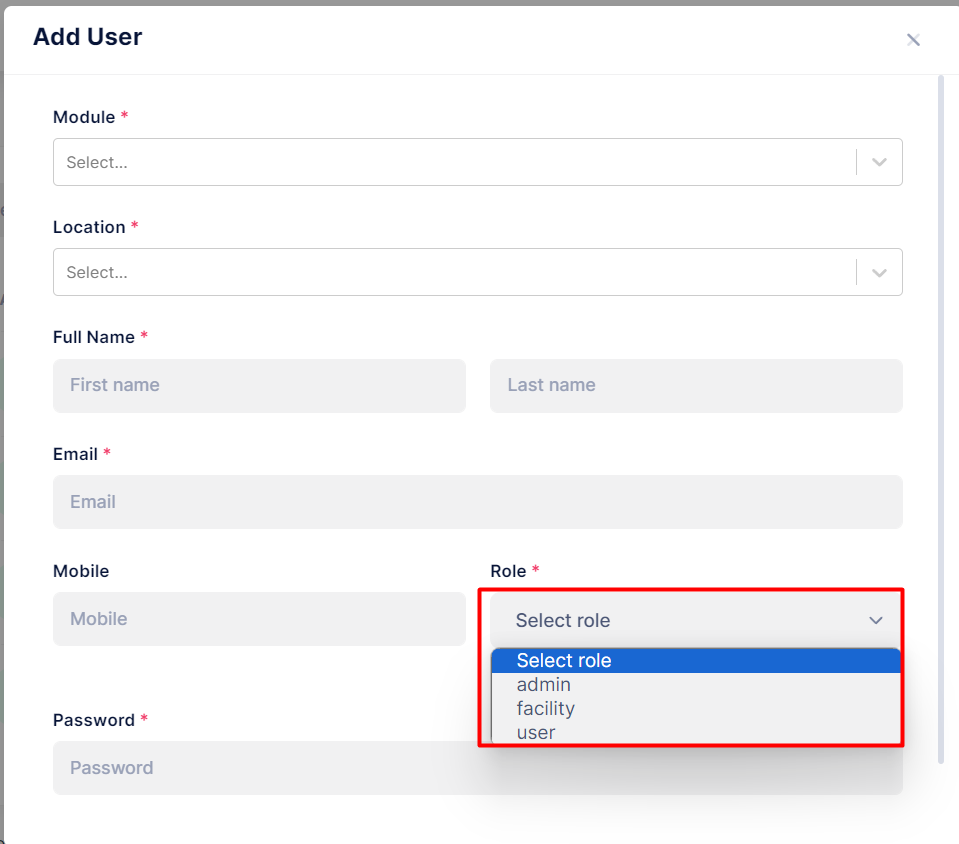 Add User
Module *
Select...
Location *
Select...
Full Name *
First name
Last name
Email *
Email
Mobile
Role *
Mobile
Select role
Select role
admin
facility
user
Password *
Password